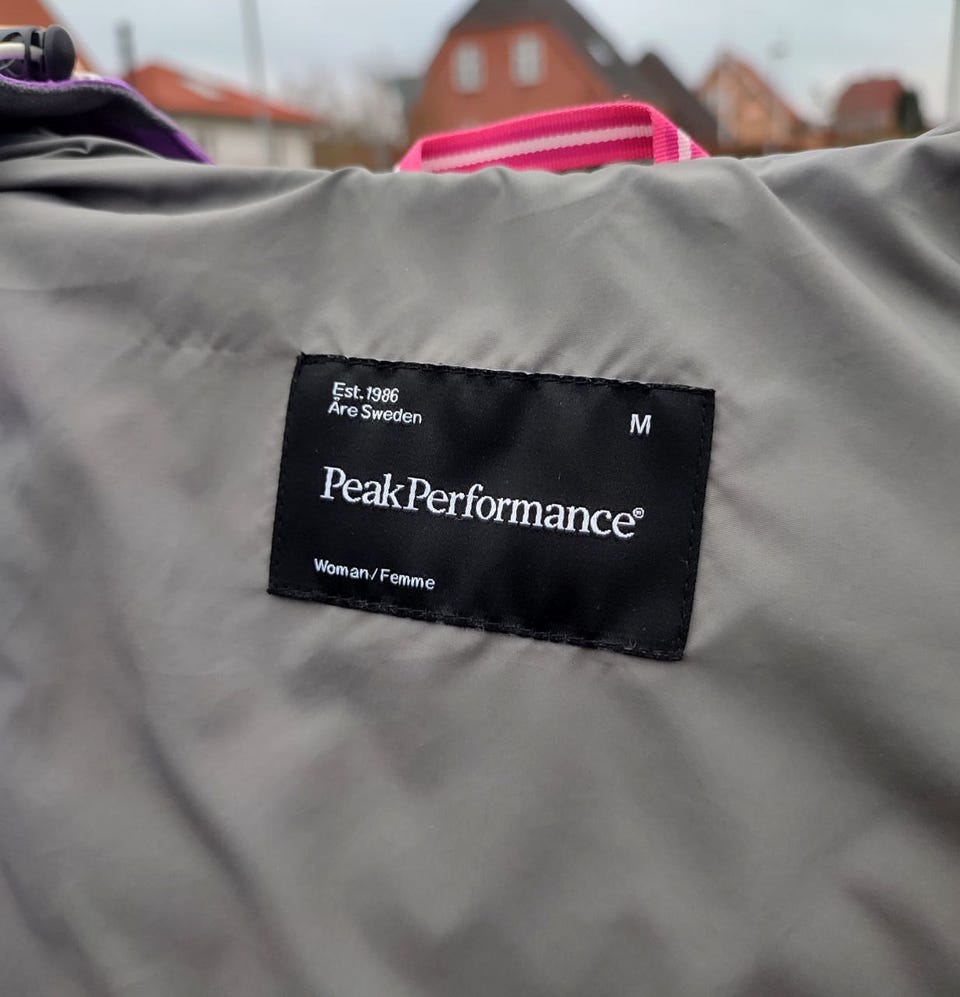 Est. 1986
Åre Sweden
M
PeakPerformance®
Woman/Femme